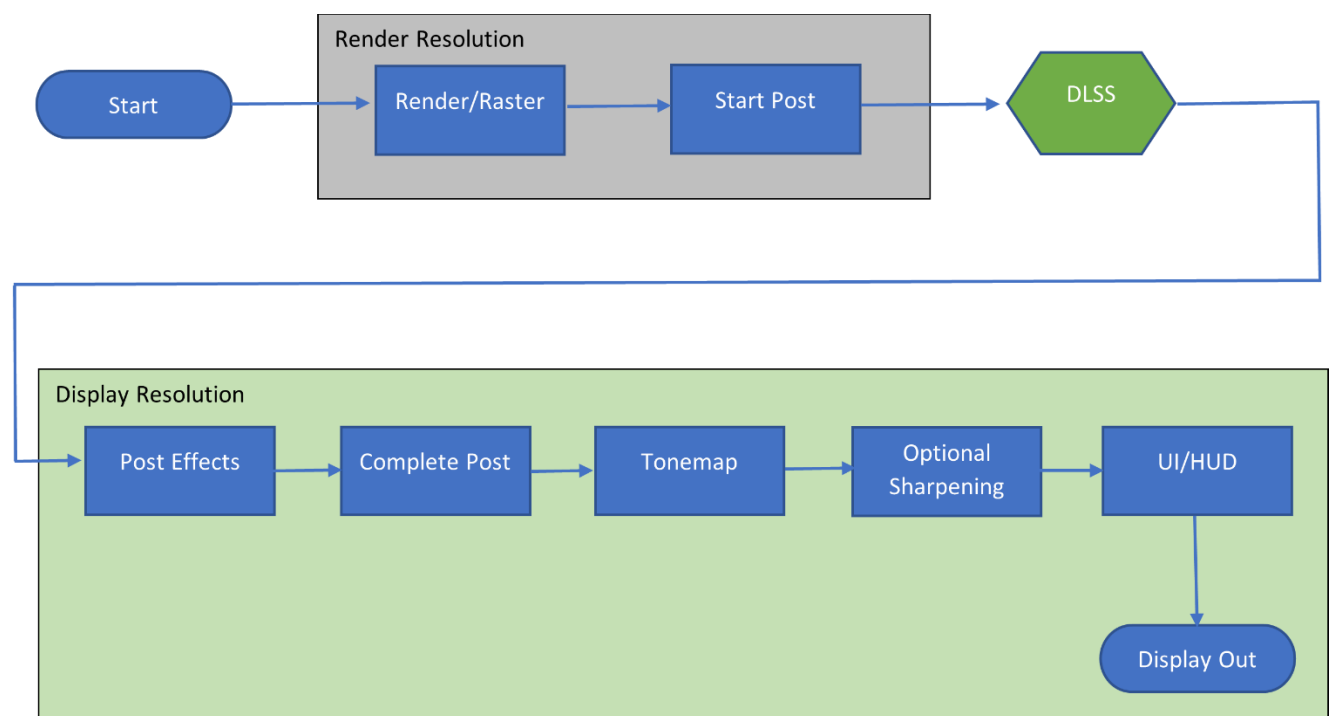 Render Resolution
Start
Render/Raster
Start Post
DLSS
Display Resolution
Post Effects
Complete Post
Tonemap
Optional
Sharpening
UI/HUD
Display Out